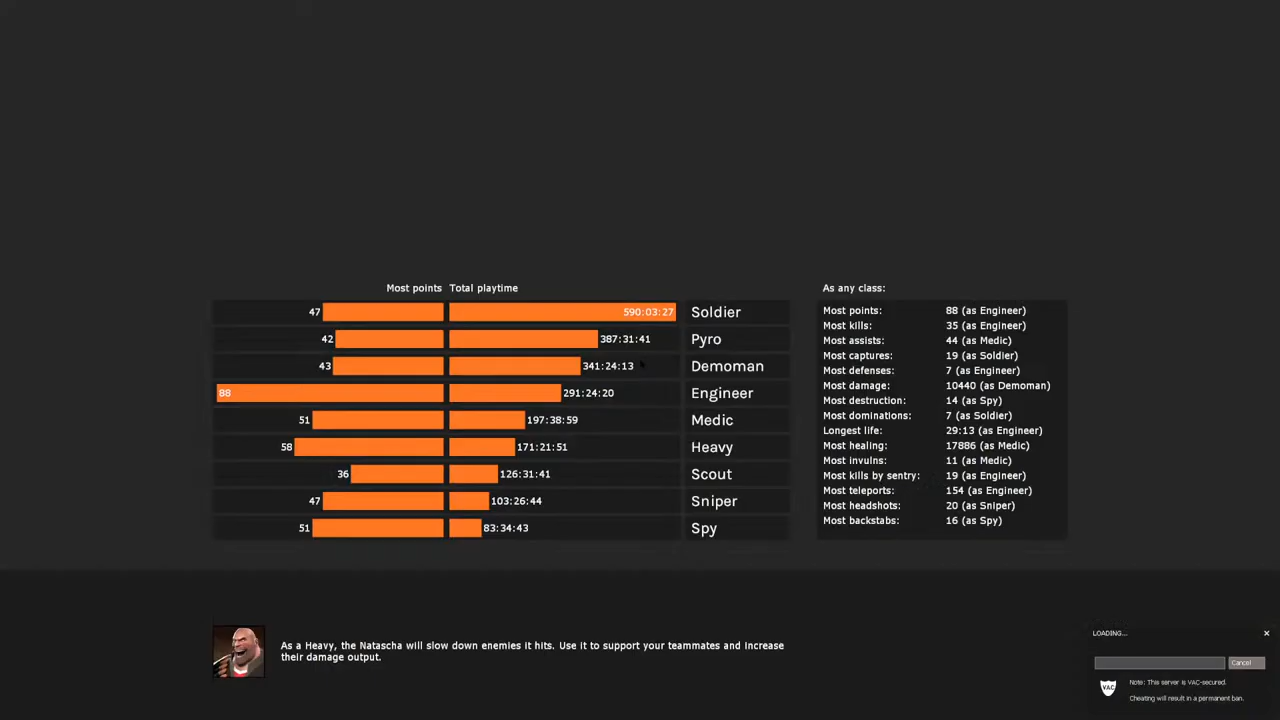 Most points Total playtime
47 590:03:27 Soldier
42 387:31:41 Pyro
43 341:24:13 Demoman
88 291:24:20 Engineer
51 197:38:59 Medic
58 171:21:51 Heavy
36 126:31:41 Scout
47 103:26:44 Sniper
51 83:34:43 Spy
As any class:
Most points: 88 (as Engineer)
Most kills: 35 (as Engineer)
Most assists: 44 (as Medic)
Most captures: 19 (as Soldier)
Most defenses: 7 (as Engineer)
Most damage: 10440 (as Demoman)
Most destruction: 14 (as Spy)
Most dominations: 7 (as Soldier)
Longest life: 29:13 (as Engineer)
Most healing: 17886 (as Medic)
Most invulns: 11 (as Medic)
Most kills by sentry: 19 (as Engineer)
Most teleports: 154 (as Engineer)
Most headshots: 20 (as Sniper)
Most backstabs: 16 (as Spy)
As a Heavy, the Natascha will slow down enemies it hits. Use it to support your teammates and increase
their damage output.
LOADING...
Cancel
VAC
Note: This server is VAC-secured.
Cheating will result in a permanent ban.